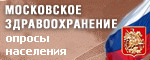 МОСКОВСКОЕ
ЗДРАВООХРАНЕНИЕ
опросы
населения